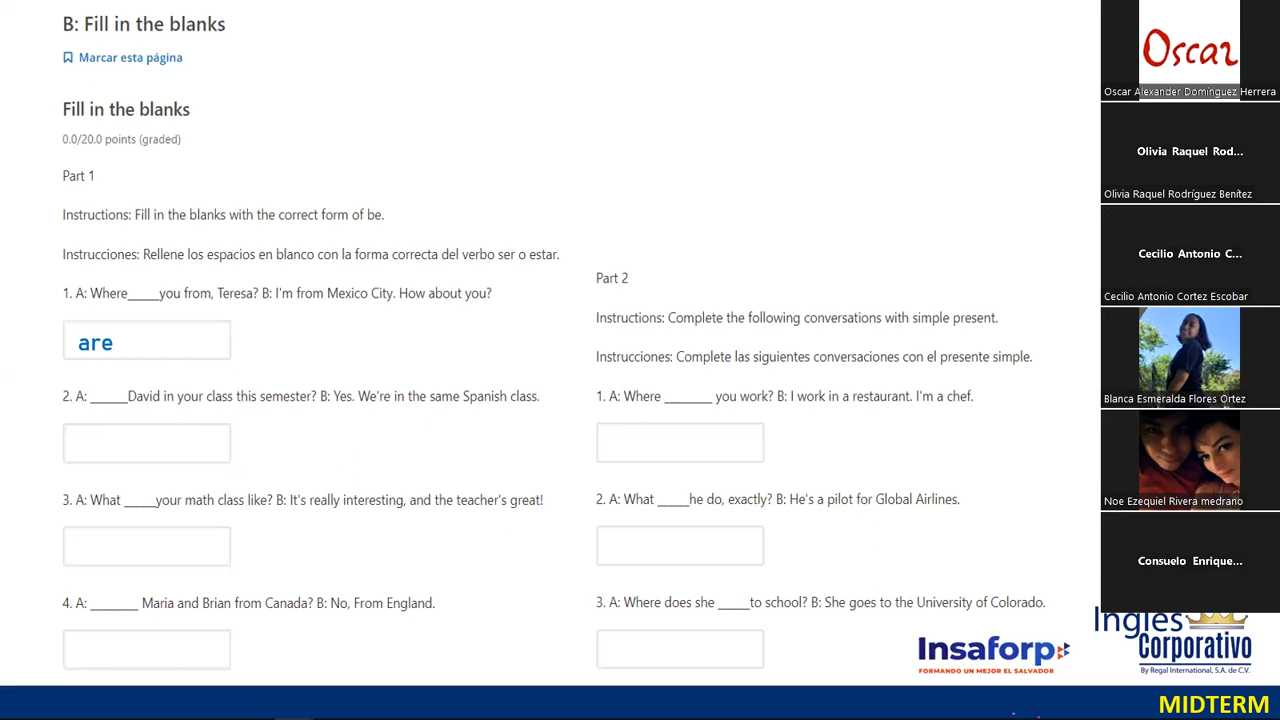 B: Fill in the blanks
Marcar esta página
Fill in the blanks
0.0/20.0 points (graded)
Part 1
Instructions: Fill in the blanks with the correct form of be.
Instrucciones: Rellene los espacios en blanco con la forma correcta del verbo ser o estar.
1. A: Where_____you from, Teresa? B: I'm from Mexico City. How about you?
are
2. A: ______David in your class this semester? B: Yes. We're in the same Spanish class.
3. A: What _____your math class like? B: It's really interesting, and the teacher's great!
4. A: ________ Maria and Brian from Canada? B: No, From England.
Part 2
Instructions: Complete the following conversations with simple present.
Instrucciones: Complete las siguientes conversaciones con el presente simple.
1. A: Where ________ you work? B: I work in a restaurant. I'm a chef.
2. A: What _____he do, exactly? B: He's a pilot for Global Airlines.
3. A: Where does she _____to school? B: She goes to the University of Colorado.
Insaforp
FORMANDO UN MEJOR EL SALVADOR
Inglés
Corporativo
By Regal International, S.A. de C.V.
MIDTERM
Oscar
Oscar Alexander Domínguez Herrera
Olivia Raquel Rod...
Olivia Raquel Rodríguez Benítez
Cecilio Antonio C...
Cecilio Antonio Cortez Escobar
Blanca Esmeralda Flores Ortez
Noe Ezequiel Rivera medrano
Consuelo Enrique...